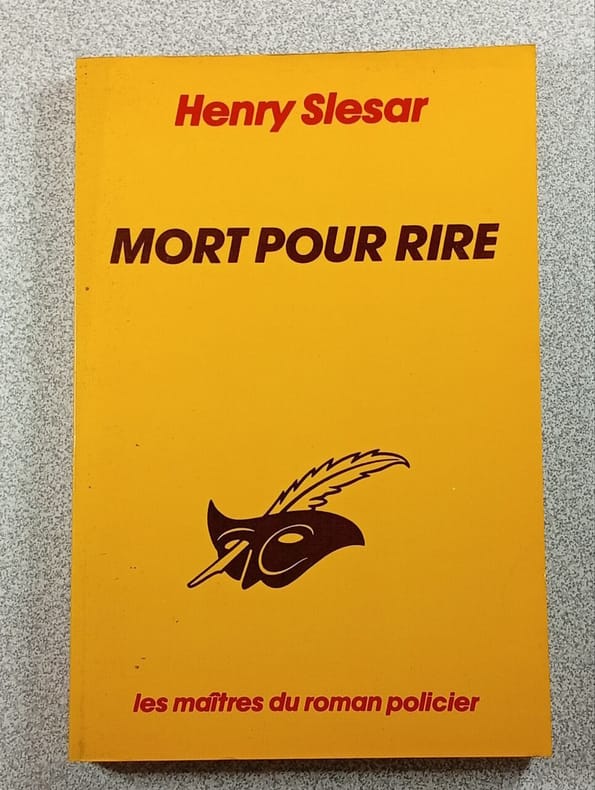 Henry Slesar
MORT POUR RIRE
les maîtres du roman policier